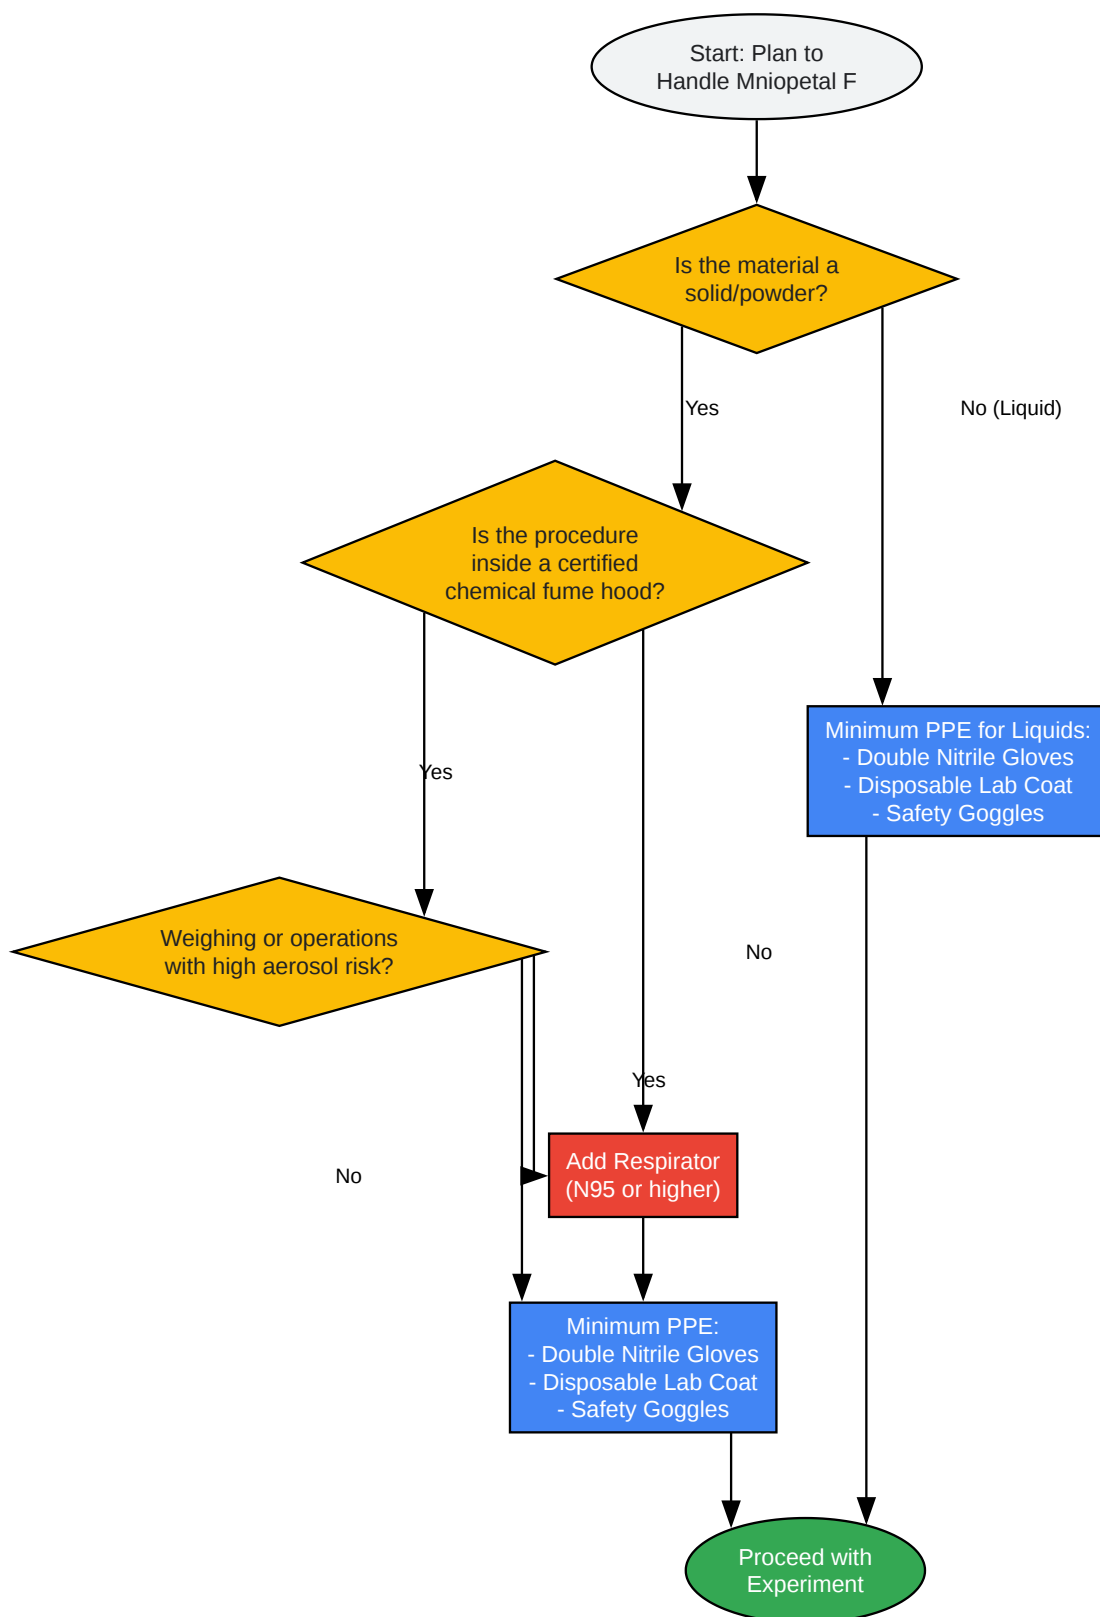 Start: Plan to
Handle Mniopetal F
Is the material a
solid/powder?
Yes
No (Liquid)
Is the procedure
inside a certified
chemical fume hood?
Minimum PPE for Liquids:
- Double Nitrile Gloves
- Disposable Lab Coat
- Safety Goggles
Yes
Weighing or operations
with high aerosol risk?
No
Yes
Add Respirator
(N95 or higher)
No
Minimum PPE:
- Double Nitrile Gloves
- Disposable Lab Coat
- Safety Goggles
Proceed with
Experiment